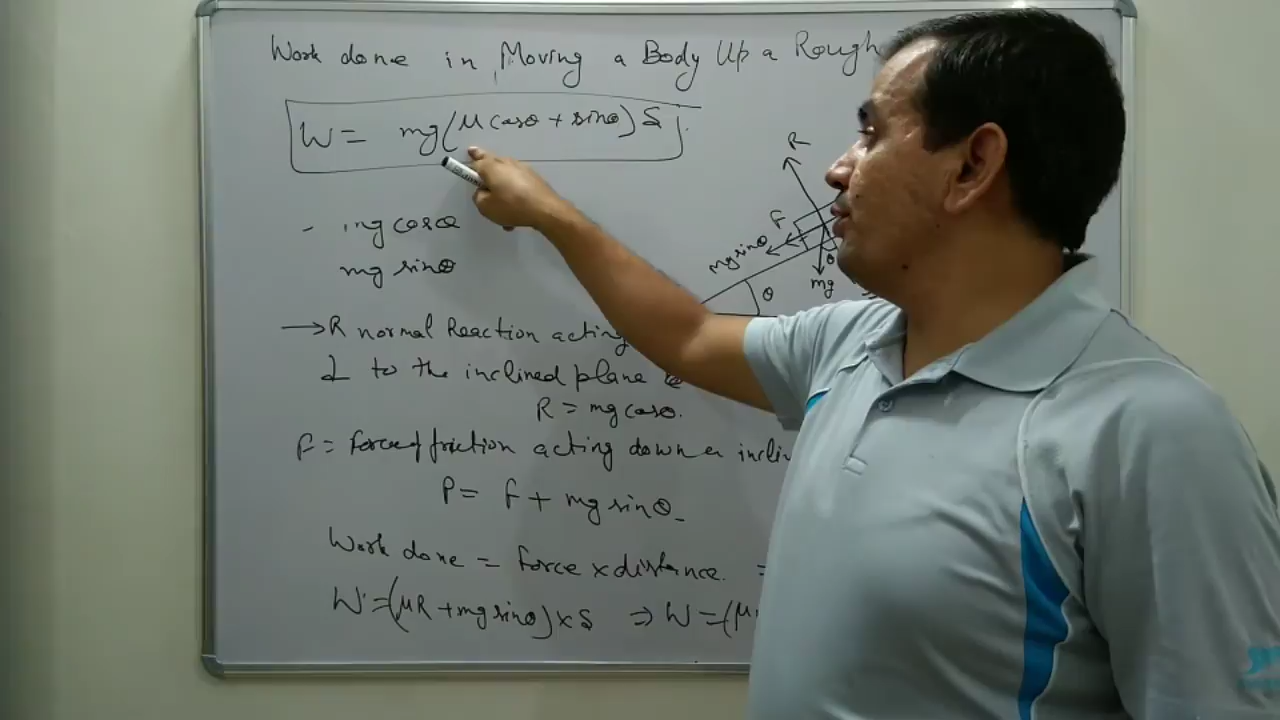 Work done in Moving a Body Up a Rough
W = mg(μ cosθ + sinθ) S
R
F
mg sinθ
θ
mg
θ
- mg cosθ
mg sinθ
→ R normal Reaction acting
⊥ to the inclined plane
R = mg cosθ.
F = Force of friction acting down
P = F + mg sinθ
Work done = force x distance. =
W = (μR + mg sinθ) x S ⇒ W = (μ